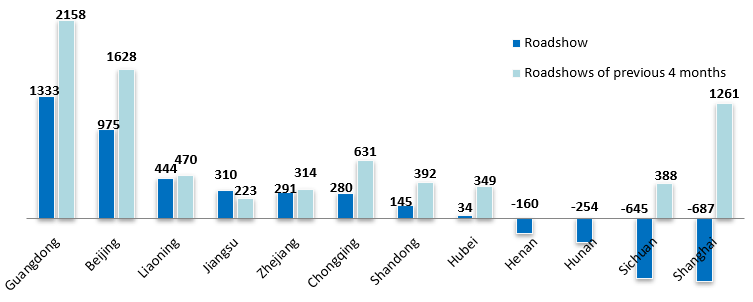 2158
1333
975
1628
444
470
310
223
291
314
280
631
145
392
34
349
-160
-254
-645
388
-687
1261
Roadshow
Roadshows of previous 4 months
Guangdong
Beijing
Liaoning
Jiangsu
Zhejiang
Chongqing
Shandong
Hubei
Henan
Hunan
Sichuan
Shanghai